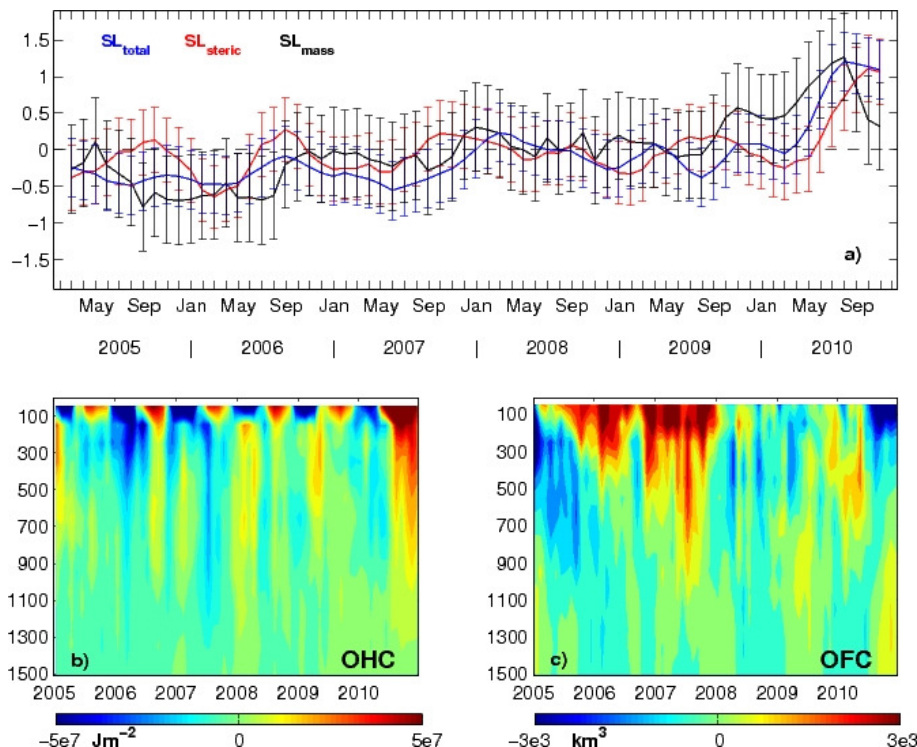 SL_total SL_steric SL_mass
1.5
1
0.5
0
−0.5
−1
−1.5
a)
May Sep Jan May Sep Jan May Sep Jan May Sep Jan May Sep Jan May Sep
2005 | 2006 | 2007 | 2008 | 2009 | 2010
100
300
500
700
900
1100
1300
1500
b) OHC
2005 2006 2007 2008 2009 2010
−5e7 Jm−2 0 5e7
100
300
500
700
900
1100
1300
1500
c) OFC
2005 2006 2007 2008 2009 2010
−3e3 km3 0 3e3